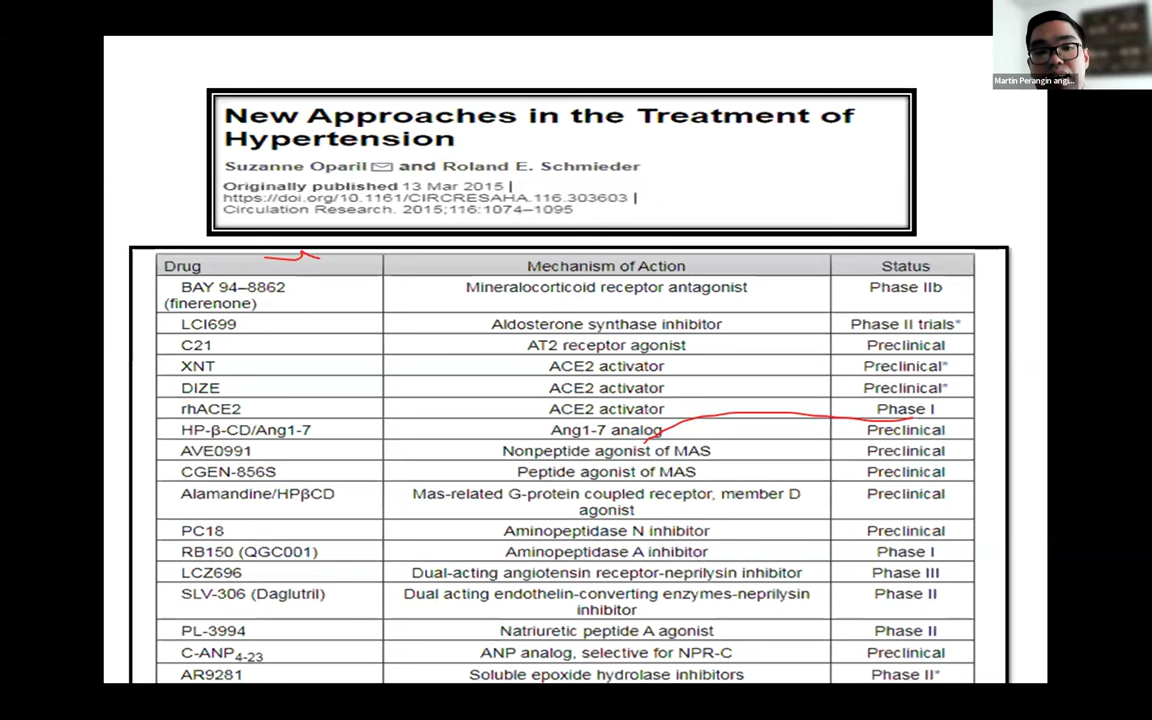 Martin Perangin angi...
New Approaches in the Treatment of
Hypertension
Suzanne Oparil and Roland E. Schmieder
Originally published 13 Mar 2015 |
https://doi.org/10.1161/CIRCRESAHA.116.303603 |
Circulation Research. 2015;116:1074–1095
Drug Mechanism of Action Status
BAY 94–8862 (finerenone) Mineralocorticoid receptor antagonist Phase IIb
LCI699 Aldosterone synthase inhibitor Phase II trials*
C21 AT2 receptor agonist Preclinical
XNT ACE2 activator Preclinical*
DIZE ACE2 activator Preclinical*
rhACE2 ACE2 activator Phase I
HP-β-CD/Ang1-7 Ang1-7 analog Preclinical
AVE0991 Nonpeptide agonist of MAS Preclinical
CGEN-856S Peptide agonist of MAS Preclinical
Alamandine/HPβCD Mas-related G-protein coupled receptor, member D agonist Preclinical
PC18 Aminopeptidase N inhibitor Preclinical
RB150 (QGC001) Aminopeptidase A inhibitor Phase I
LCZ696 Dual-acting angiotensin receptor-neprilysin inhibitor Phase III
SLV-306 (Daglutril) Dual acting endothelin-converting enzymes-neprilysin inhibitor Phase II
PL-3994 Natriuretic peptide A agonist Phase II
C-ANP4-23 ANP analog, selective for NPR-C Preclinical
AR9281 Soluble epoxide hydrolase inhibitors Phase II*